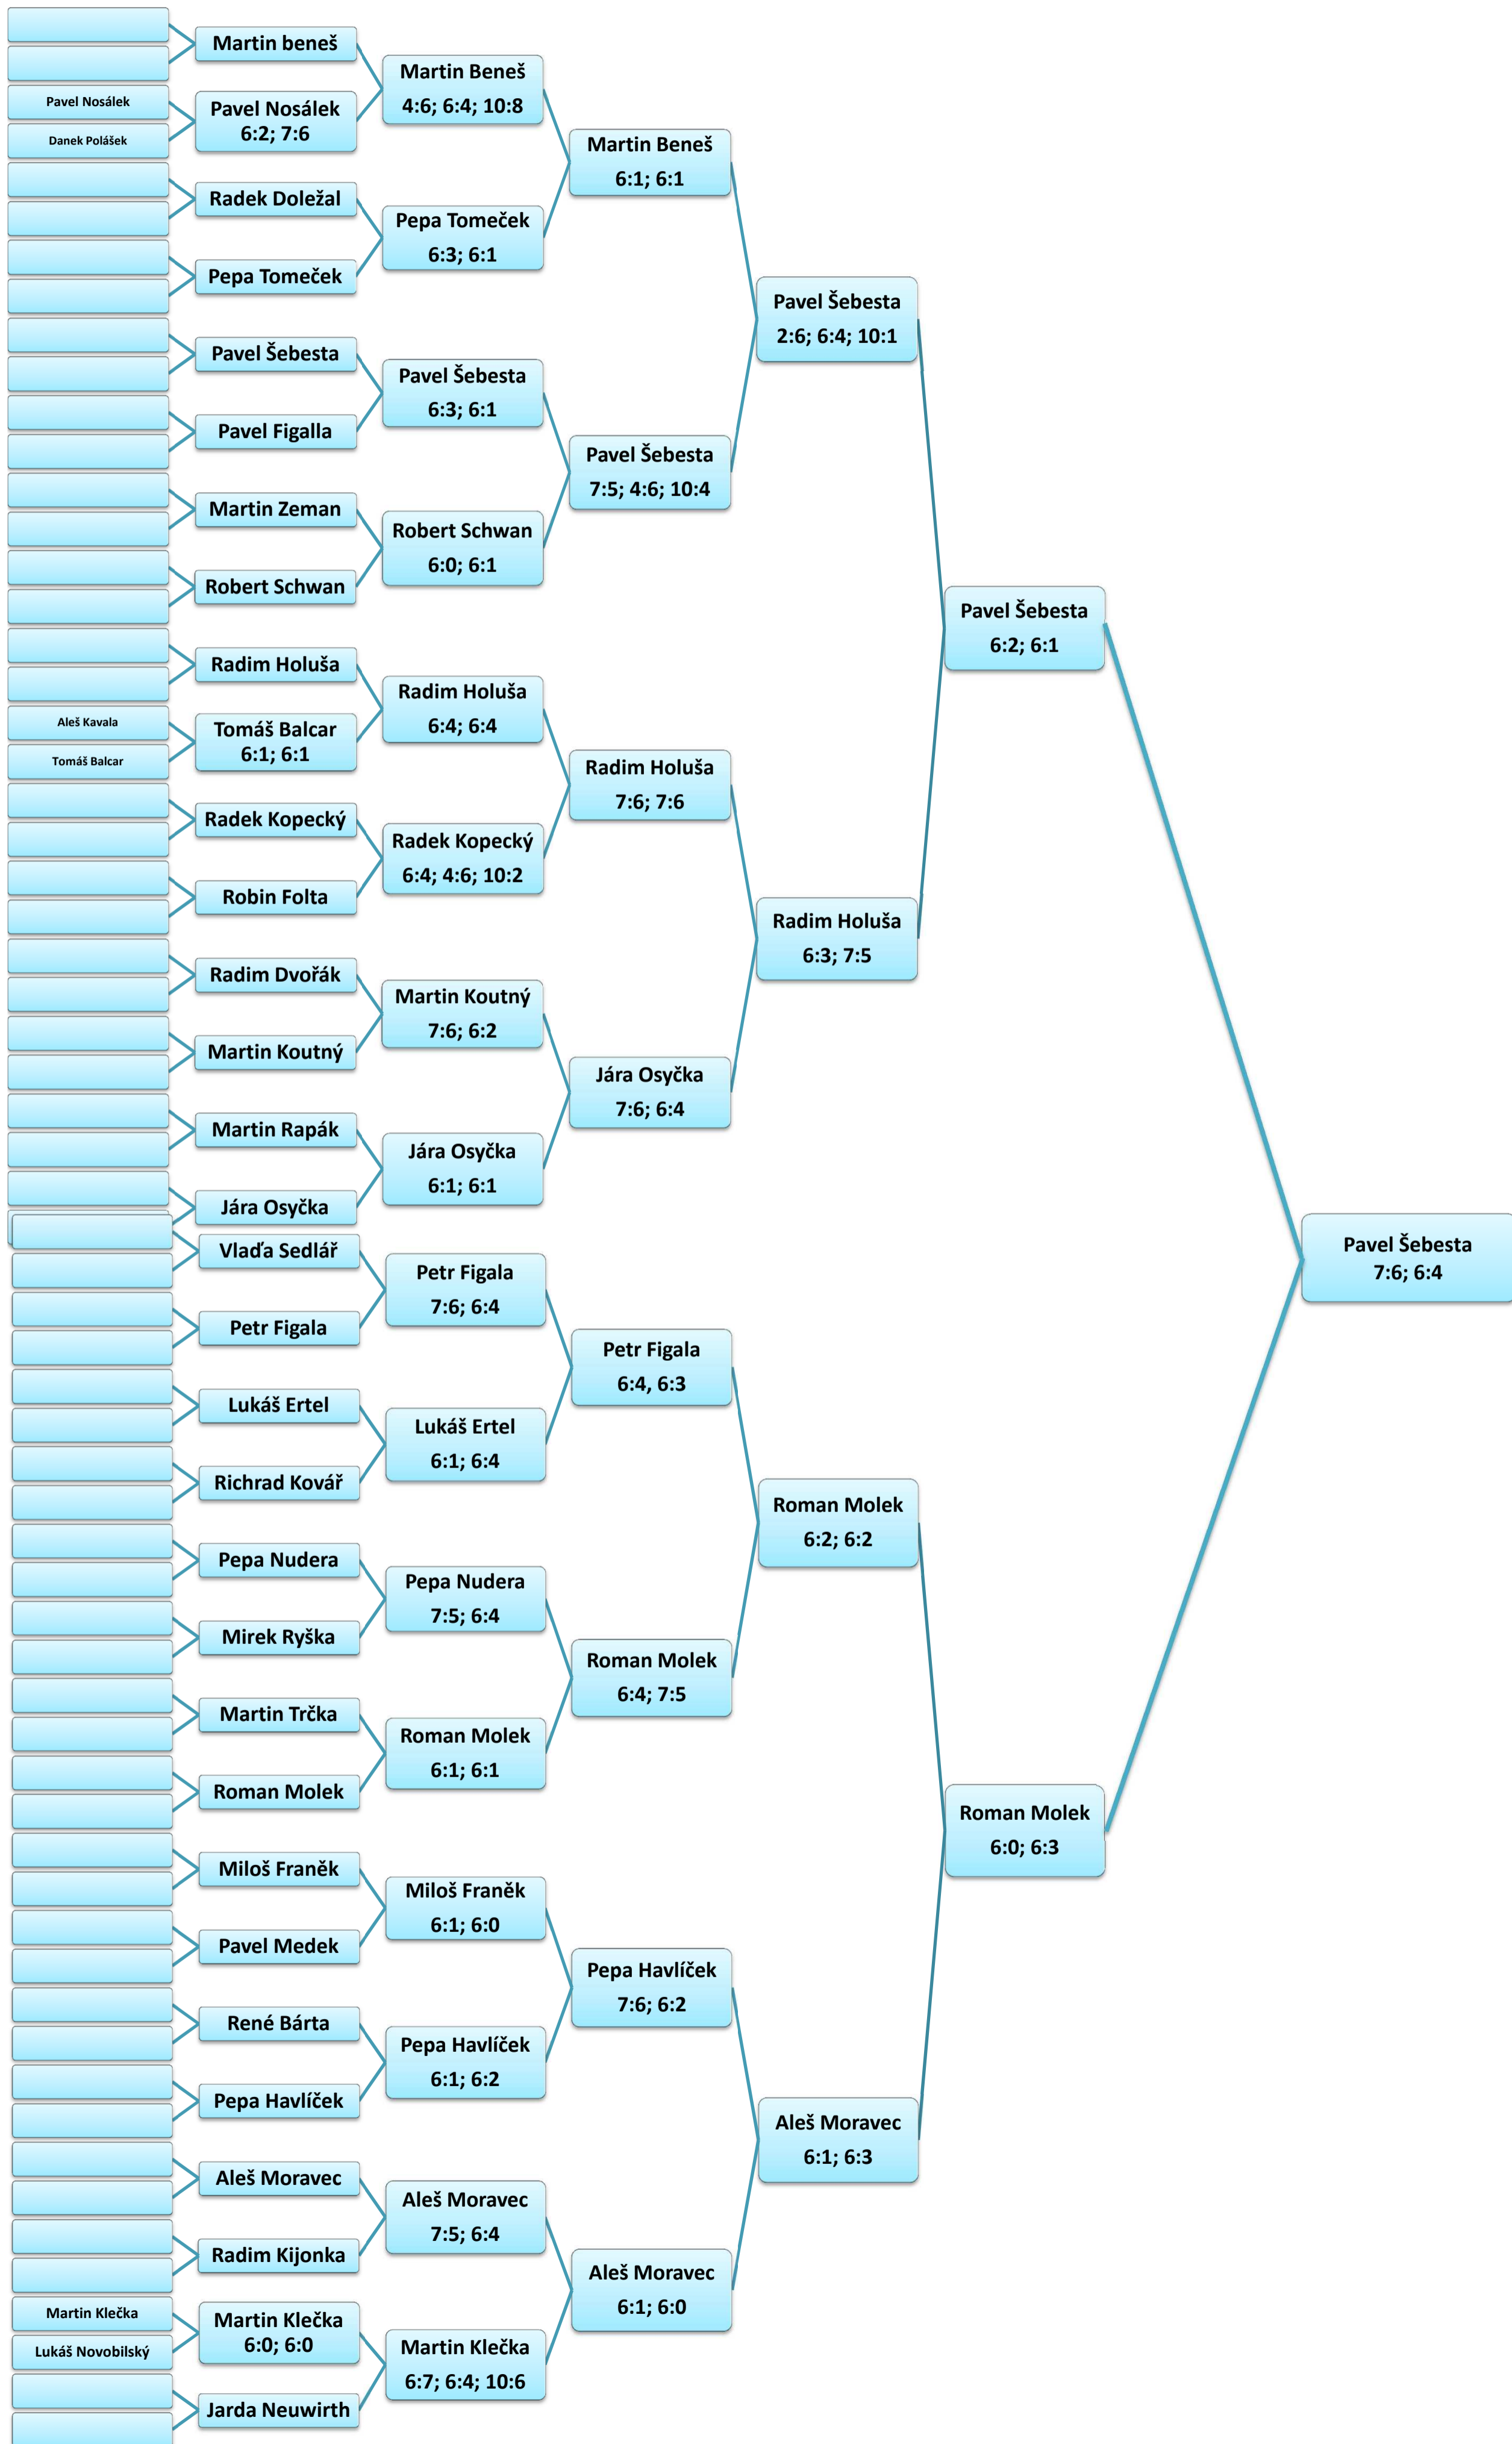 Pavel Nosálek
Danek Polášek
Aleš Kavala
Tomáš Balcar
Martin Klečka
Lukáš Novobilský
Martin beneš
Pavel Nosálek
6:2; 7:6
Radek Doležal
Pepa Tomeček
Pavel Šebesta
Pavel Figalla
Martin Zeman
Robert Schwan
Radim Holuša
Tomáš Balcar
6:1; 6:1
Radek Kopecký
Robin Folta
Radim Dvořák
Martin Koutný
Martin Rapák
Jára Osyčka
Vlaďa Sedlář
Petr Figala
Lukáš Ertel
Richrad Kovář
Pepa Nudera
Mirek Ryška
Martin Trčka
Roman Molek
Miloš Franěk
Pavel Medek
René Bárta
Pepa Havlíček
Aleš Moravec
Radim Kijonka
Martin Klečka
6:0; 6:0
Jarda Neuwirth
Martin Beneš
4:6; 6:4; 10:8
Pepa Tomeček
6:3; 6:1
Pavel Šebesta
6:3; 6:1
Robert Schwan
6:0; 6:1
Radim Holuša
6:4; 6:4
Radek Kopecký
6:4; 4:6; 10:2
Martin Koutný
7:6; 6:2
Jára Osyčka
6:1; 6:1
Petr Figala
7:6; 6:4
Lukáš Ertel
6:1; 6:4
Pepa Nudera
7:5; 6:4
Roman Molek
6:1; 6:1
Miloš Franěk
6:1; 6:0
Pepa Havlíček
6:1; 6:2
Aleš Moravec
7:5; 6:4
Martin Klečka
6:7; 6:4; 10:6
Martin Beneš
6:1; 6:1
Pavel Šebesta
7:5; 4:6; 10:4
Radim Holuša
7:6; 7:6
Jára Osyčka
7:6; 6:4
Petr Figala
6:4, 6:3
Roman Molek
6:4; 7:5
Pepa Havlíček
7:6; 6:2
Aleš Moravec
6:1; 6:0
Pavel Šebesta
2:6; 6:4; 10:1
Radim Holuša
6:3; 7:5
Roman Molek
6:2; 6:2
Aleš Moravec
6:1; 6:3
Pavel Šebesta
6:2; 6:1
Roman Molek
6:0; 6:3
Pavel Šebesta
7:6; 6:4